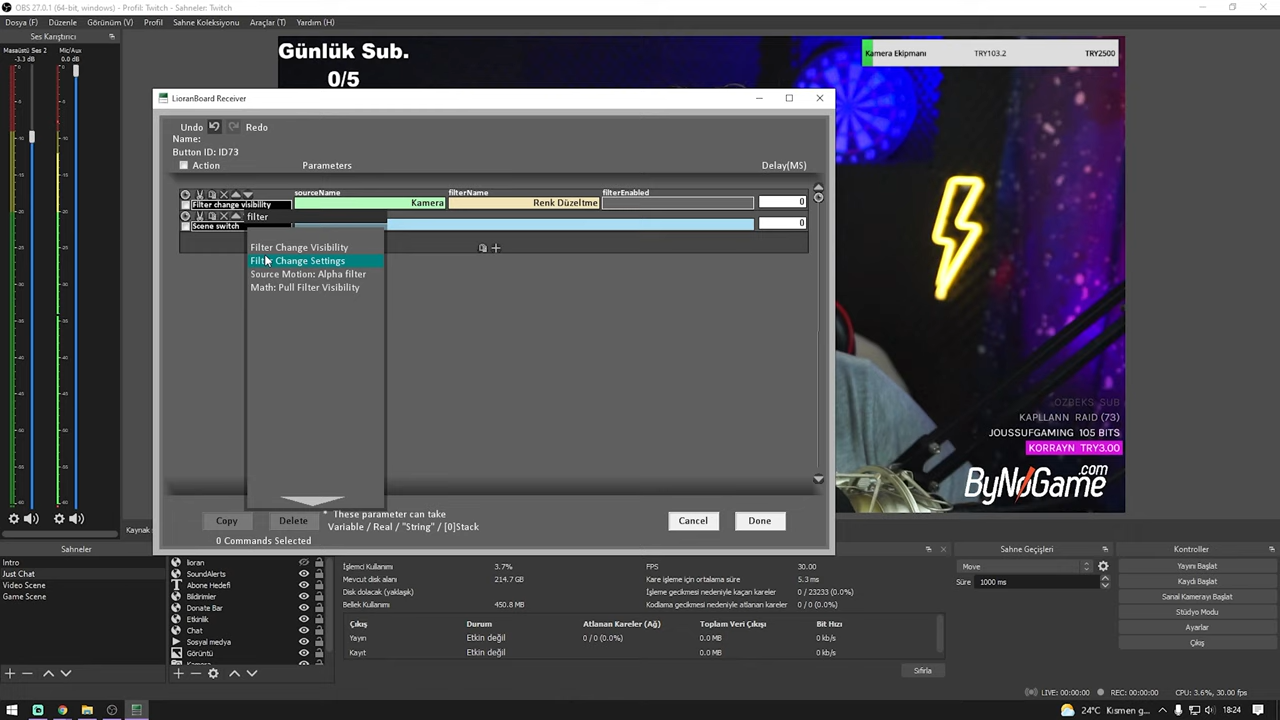 OBS 27.0.1 (64-bit, windows) - Profil: Twitch - Sahneler: Twitch
Dosya (F) Düzenle Görünüm (V) Profil Sahne Koleksiyonu Araçlar (T) Yardım (H)
Ses Karıştırıcı
Masaüstü Ses 2 Mic/Aux
-3.3 dB 0.0 dB
Günlük Sub.
0/5
Kamera Ekipmanı TRY103.2 TRY2500
LioranBoard Receiver
Undo Redo
Name:
Button ID: ID73
Action Parameters Delay(MS)
sourceName filterName filterEnabled
Filter change visibility Kamera Renk Düzeltme 0
filter
Scene switch 0
Filter Change Visibility
Filter Change Settings
Source Motion: Alpha filter
Math: Pull Filter Visibility
Copy Delete
* These parameter can take
Variable / Real / "String" / [0]Stack
0 Commands Selected
Cancel Done
OZBEKS SUB
KAPLLANN RAID (73)
JOUSSUFGAMING 105 BITS
KORRAYN TRY3.00
ByNoGame.com
Kaynak
Sahneler
Intro
Just Chat
Video Scene
Game Scene
lioran
SoundAlerts
Abone Hedefi
Bildirimler
Donate Bar
Etkinlik
Chat
Sosyal medya
Görüntü
Kamera
İşlemci Kullanımı 3.7% FPS 30.00
Mevcut disk alanı 214.7 GB Kare işleme için ortalama süre 5.3 ms
Disk dolacak (yaklaşık) İşleme gecikmesi nedeniyle atlanan kareler 0 / 23233 (0.0%)
Bellek Kullanımı 450.8 MB Kodlama gecikmesi nedeniyle atlanan kareler 0 / 0 (0.0%)
Çıkış Durum Atlanan Kareler (Ağ) Toplam Veri Çıkışı Bit Hızı
Yayın Etkin değil 0 / 0 (0.0%) 0.0 MB 0 kb/s
Kayıt Etkin değil 0.0 MB 0 kb/s
Sıfırla
Sahne Geçişleri
Move
Süre 1000 ms
Kontroller
Yayını Başlat
Kaydı Başlat
Sanal Kamerayı Başlat
Stüdyo Modu
Ayarlar
Çıkış
LIVE: 00:00:00 REC: 00:00:00 CPU: 3.6%, 30.00 fps
24°C Kısmen g... 18:24